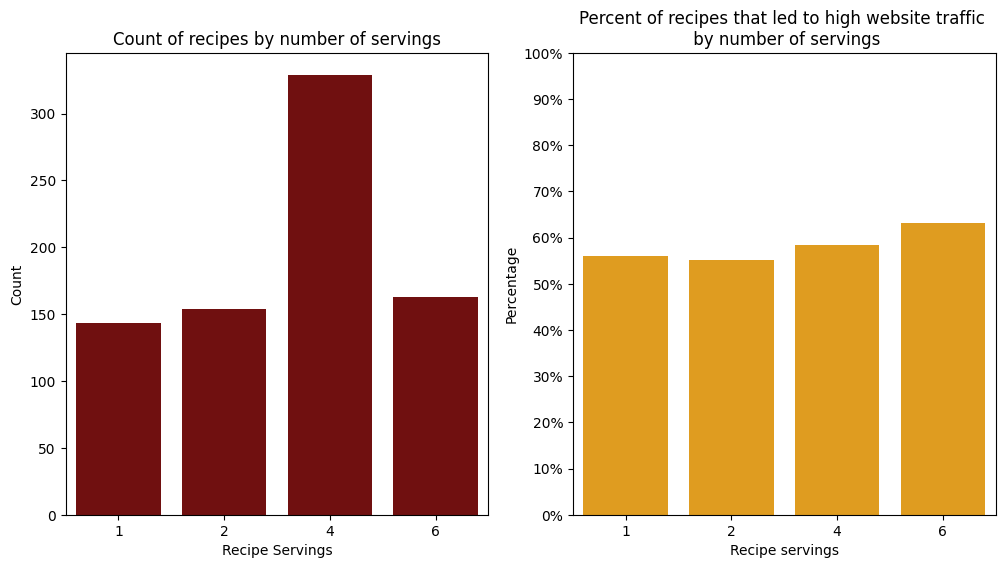 Count of recipes by number of servings
Count
300
250
200
150
100
50
0
1 2 4 6
Recipe Servings
Percent of recipes that led to high website traffic
by number of servings
Percentage
100%
90%
80%
70%
60%
50%
40%
30%
20%
10%
0%
1 2 4 6
Recipe servings